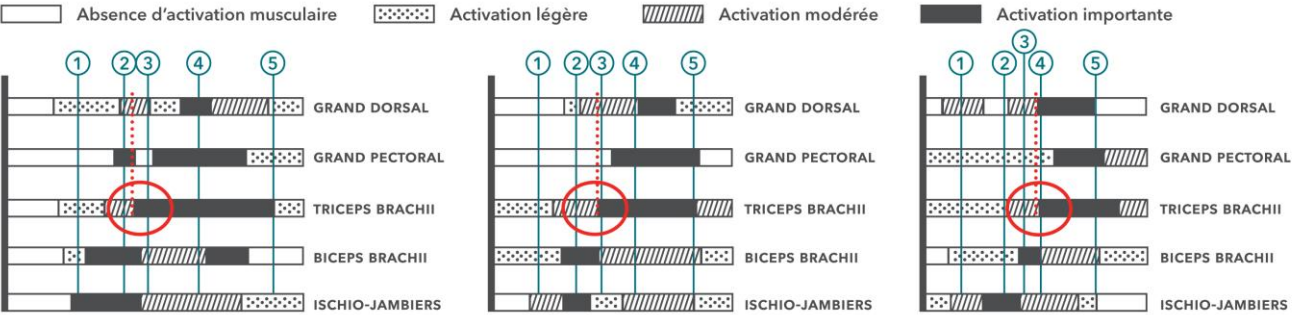 Absence d'activation musculaire Activation légère Activation modérée Activation importante
1 2 3 4 5
GRAND DORSAL
GRAND PECTORAL
TRICEPS BRACHII
BICEPS BRACHII
ISCHIO-JAMBIERS
1 2 3 4 5
GRAND DORSAL
GRAND PECTORAL
TRICEPS BRACHII
BICEPS BRACHII
ISCHIO-JAMBIERS
1 2 3 4 5
GRAND DORSAL
GRAND PECTORAL
TRICEPS BRACHII
BICEPS BRACHII
ISCHIO-JAMBIERS